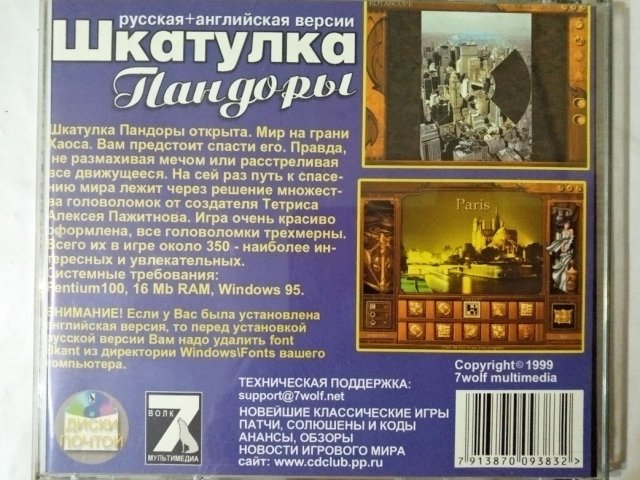 русская+английская версии
Шкатулка
Пандоры
Шкатулка Пандоры открыта. Мир на грани
Хаоса. Вам предстоит спасти его. Правда,
не размахивая мечом или расстреливая
все движущееся. На сей раз путь к спасе-
нию мира лежит через решение множест-
ва головоломок от создателя Тетриса
Алексея Пажитнова. Игра очень красиво
оформлена, все головоломки трехмерны.
Всего их в игре около 350 - наиболее ин-
тересных и увлекательных.
Системные требования:
Pentium100, 16 Mb RAM, Windows 95.
ВНИМАНИЕ! Если у Вас была установлена
английская версия, то перед установкой
русской версии Вам надо удалить font
Bkant из директории Windows\Fonts вашего
компьютера.
ROTASCOPE
Paris
Copyright© 1999
7wolf multimedia
ДИСКИ
ПОЧТОЙ
ВОЛК
7
МУЛЬТИМЕДИА
ТЕХНИЧЕСКАЯ ПОДДЕРЖКА:
support@7wolf.net
НОВЕЙШИЕ КЛАССИЧЕСКИЕ ИГРЫ
ПАТЧИ, СОЛЮШЕНЫ И КОДЫ
АНАНСЫ, ОБЗОРЫ
НОВОСТИ ИГРОВОГО МИРА
сайт: www.cdclub.pp.ru
7 913870 093832 >